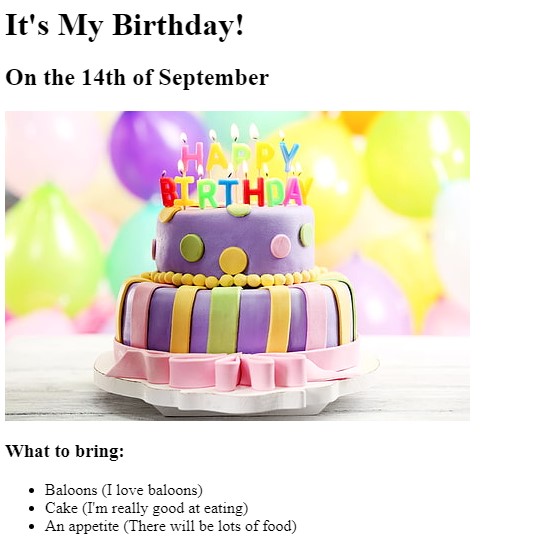 It's My Birthday!
On the 14th of September
HAPPY
BIRTHDAY
What to bring:
Baloons (I love baloons)
Cake (I'm really good at eating)
An appetite (There will be lots of food)